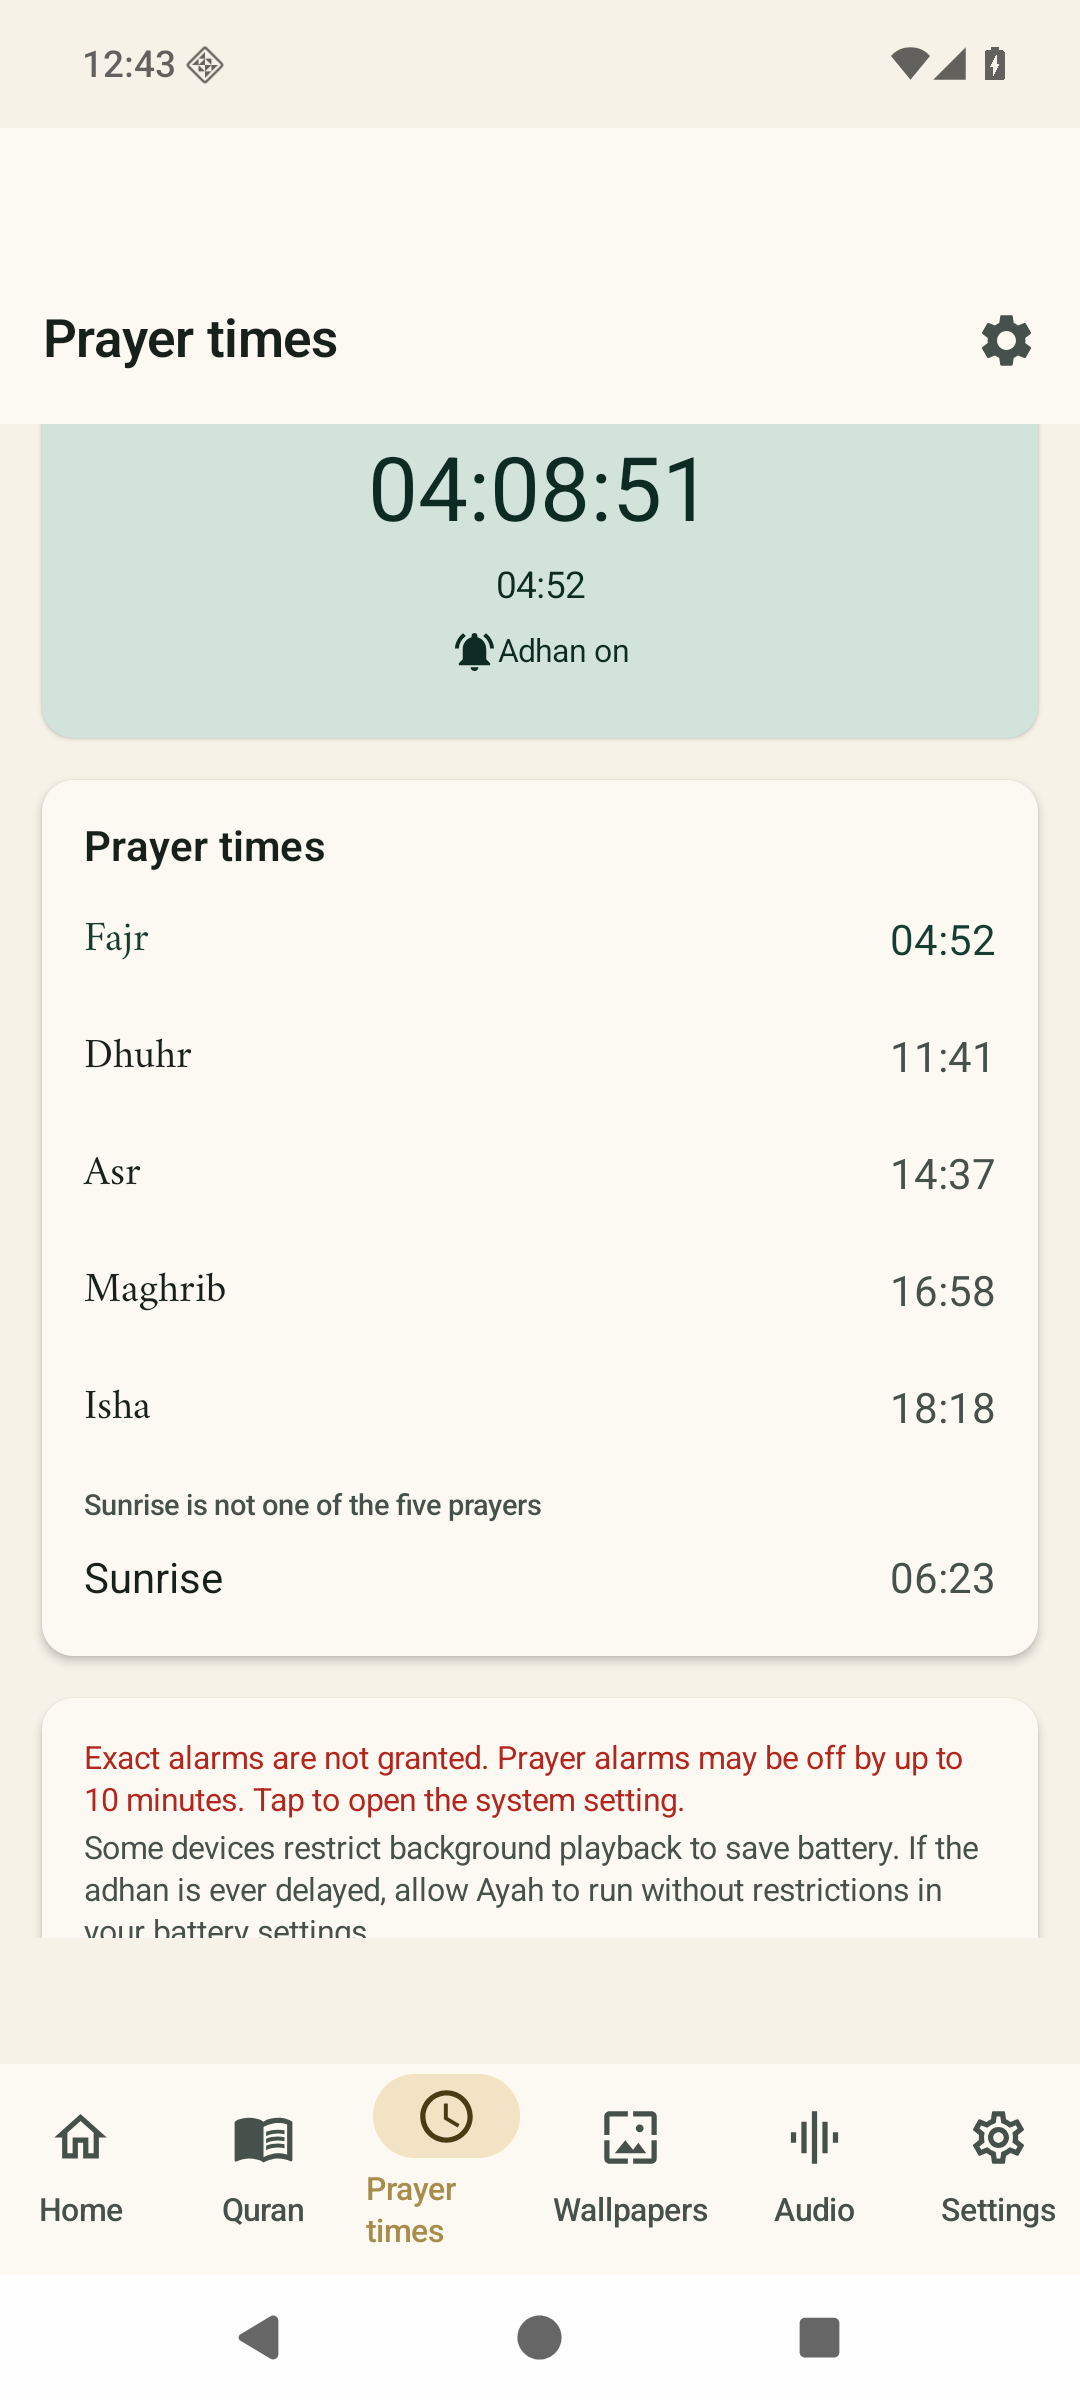 12:43
Prayer times
04:08:51
04:52
Adhan on
Prayer times
Fajr 04:52
Dhuhr 11:41
Asr 14:37
Maghrib 16:58
Isha 18:18
Sunrise is not one of the five prayers
Sunrise 06:23
Exact alarms are not granted. Prayer alarms may be off by up to
10 minutes. Tap to open the system setting.
Some devices restrict background playback to save battery. If the
adhan is ever delayed, allow Ayah to run without restrictions in
your battery settings.
Home
Quran
Prayer
times
Wallpapers
Audio
Settings